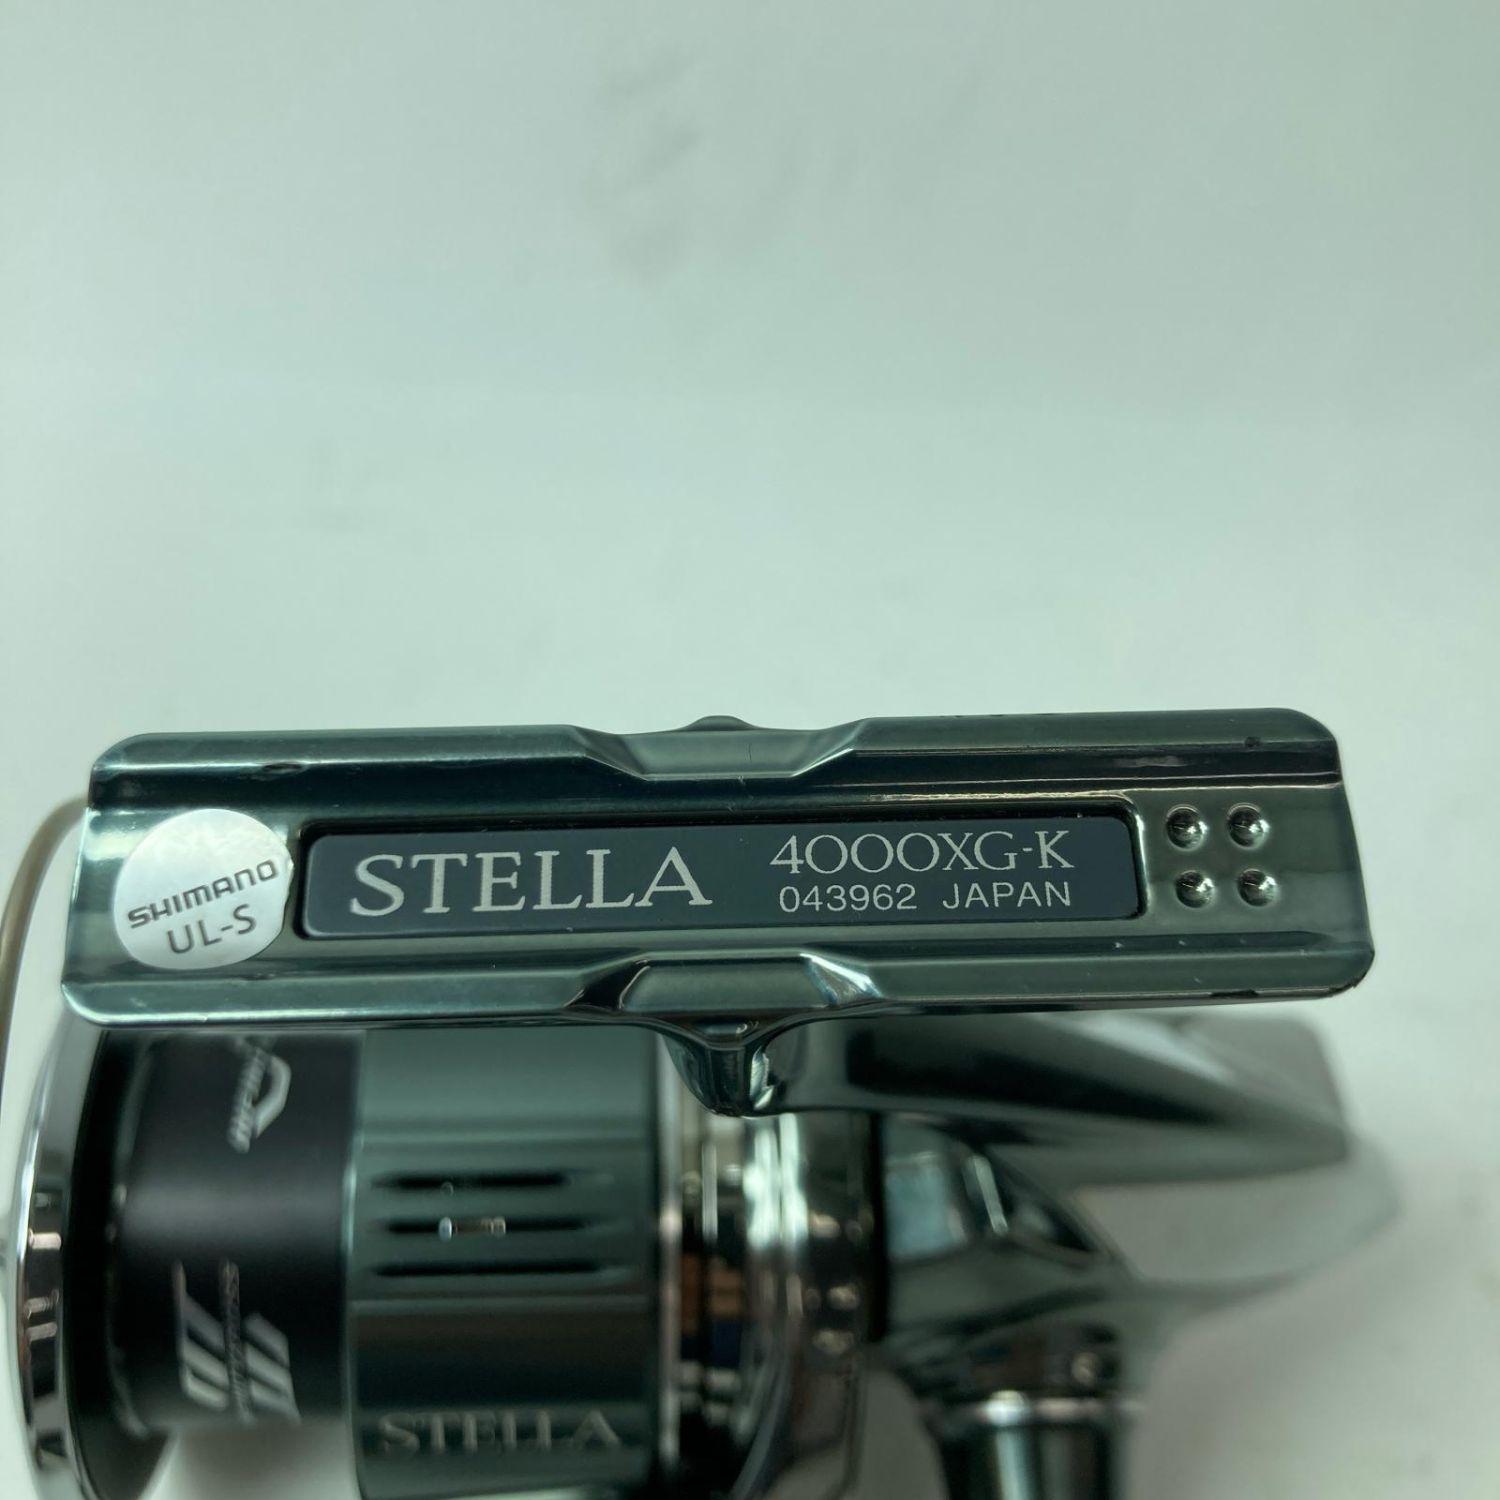 SHIMANO
UL-S
STELLA
4000XG-K
043962 JAPAN
STELLA